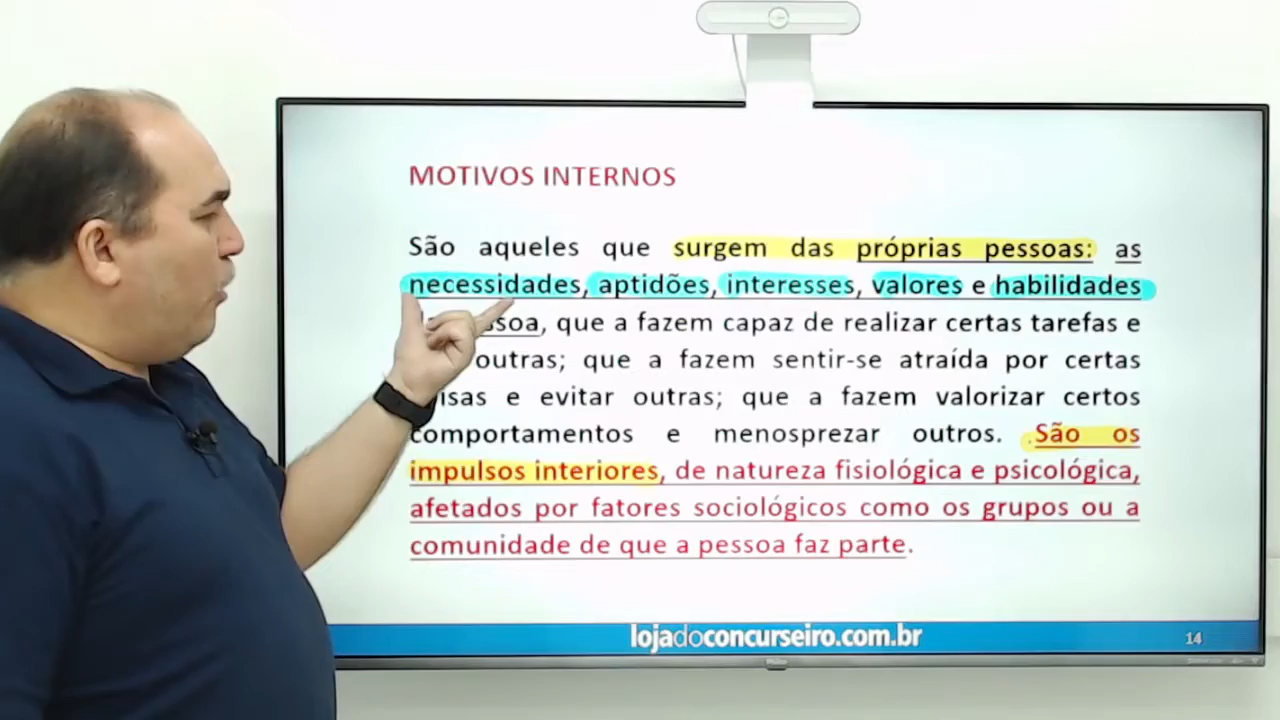 MOTIVOS INTERNOS
São aqueles que surgem das próprias pessoas: as
necessidades, aptidões, interesses, valores e habilidades
que a fazem capaz de realizar certas tarefas e
outras; que a fazem sentir-se atraída por certas
e evitar outras; que a fazem valorizar certos
comportamentos e menosprezar outros. .São os
impulsos interiores, de natureza fisiológica e psicológica,
afetados por fatores sociológicos como os grupos ou a
comunidade de que a pessoa faz parte.
lojadoconcurseiro.com.br
14